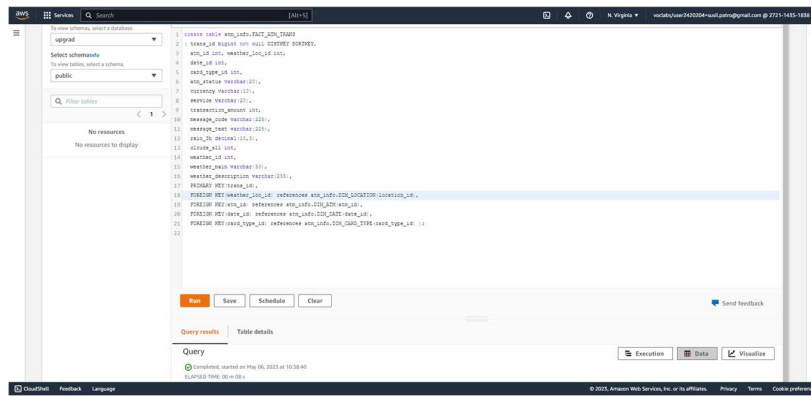 aws
Services
Search
[Alt+S]
N. Virginia
voclabs/user2420204=susil.patro@gmail.com @ 2721-1435-1838
To view schemas, select a database.
upgrad
Select schema Info
To view tables, select a schema.
public
Filter tables
< 1 >
No resources
No resources to display
1 create table atm_info.FACT_ATM_TRANS
2 ( trans_id bigint not null DISTKEY SORTKEY,
3 atm_id int, weather_loc_id int,
4 date_id int,
5 card_type_id int,
6 atm_status varchar(20),
7 currency varchar(10),
8 service varchar(20),
9 transaction_amount int,
10 message_code varchar(225),
11 message_text varchar(225),
12 rain_3h decimal(10,3),
13 clouds_all int,
14 weather_id int,
15 weather_main varchar(50),
16 weather_description varchar(255),
17 PRIMARY KEY(trans_id),
18 FOREIGN KEY(weather_loc_id) references atm_info.DIM_LOCATION(location_id),
19 FOREIGN KEY(atm_id) references atm_info.DIM_ATM(atm_id),
20 FOREIGN KEY(date_id) references atm_info.DIM_DATE(date_id),
21 FOREIGN KEY(card_type_id) references atm_info.DIM_CARD_TYPE(card_type_id) );
22
Run
Save
Schedule
Clear
Send feedback
Query results
Table details
Query
Execution
Data
Visualize
Completed, started on May 06, 2023 at 10:38:40
ELAPSED TIME: 00 m 08 s
CloudShell
Feedback
Language
© 2023, Amazon Web Services, Inc. or its affiliates.
Privacy
Terms
Cookie preferen